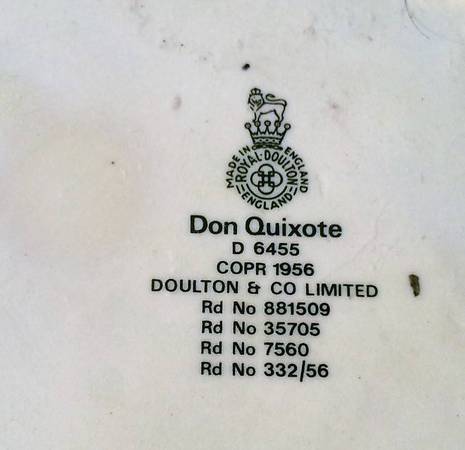 MADE IN ENGLAND
ROYAL·DOULTON
ENGLAND
Don Quixote
D 6455
COPR 1956
DOULTON & CO LIMITED
Rd No 881509
Rd No 35705
Rd No 7560
Rd No 332/56